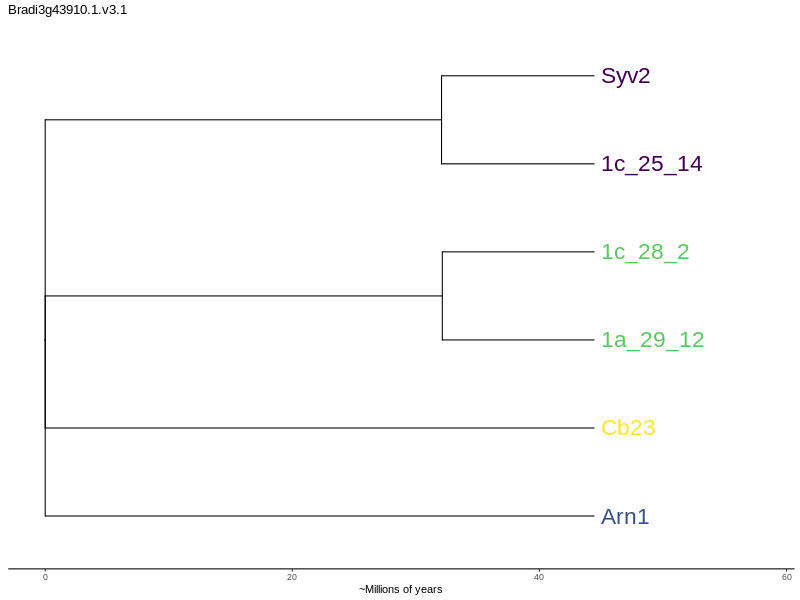 Bradi3g43910.1.v3.1
Syv2
1c_25_14
1c_28_2
1a_29_12
Cb23
Arn1
0 20 40 60
~Millions of years